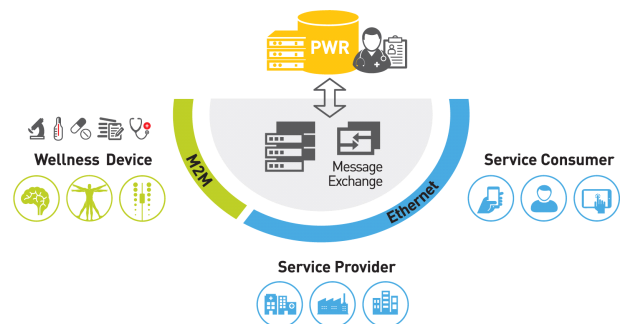 PWR
Message
Exchange
Wellness Device
M2M
Ethernet
Service Consumer
Service Provider